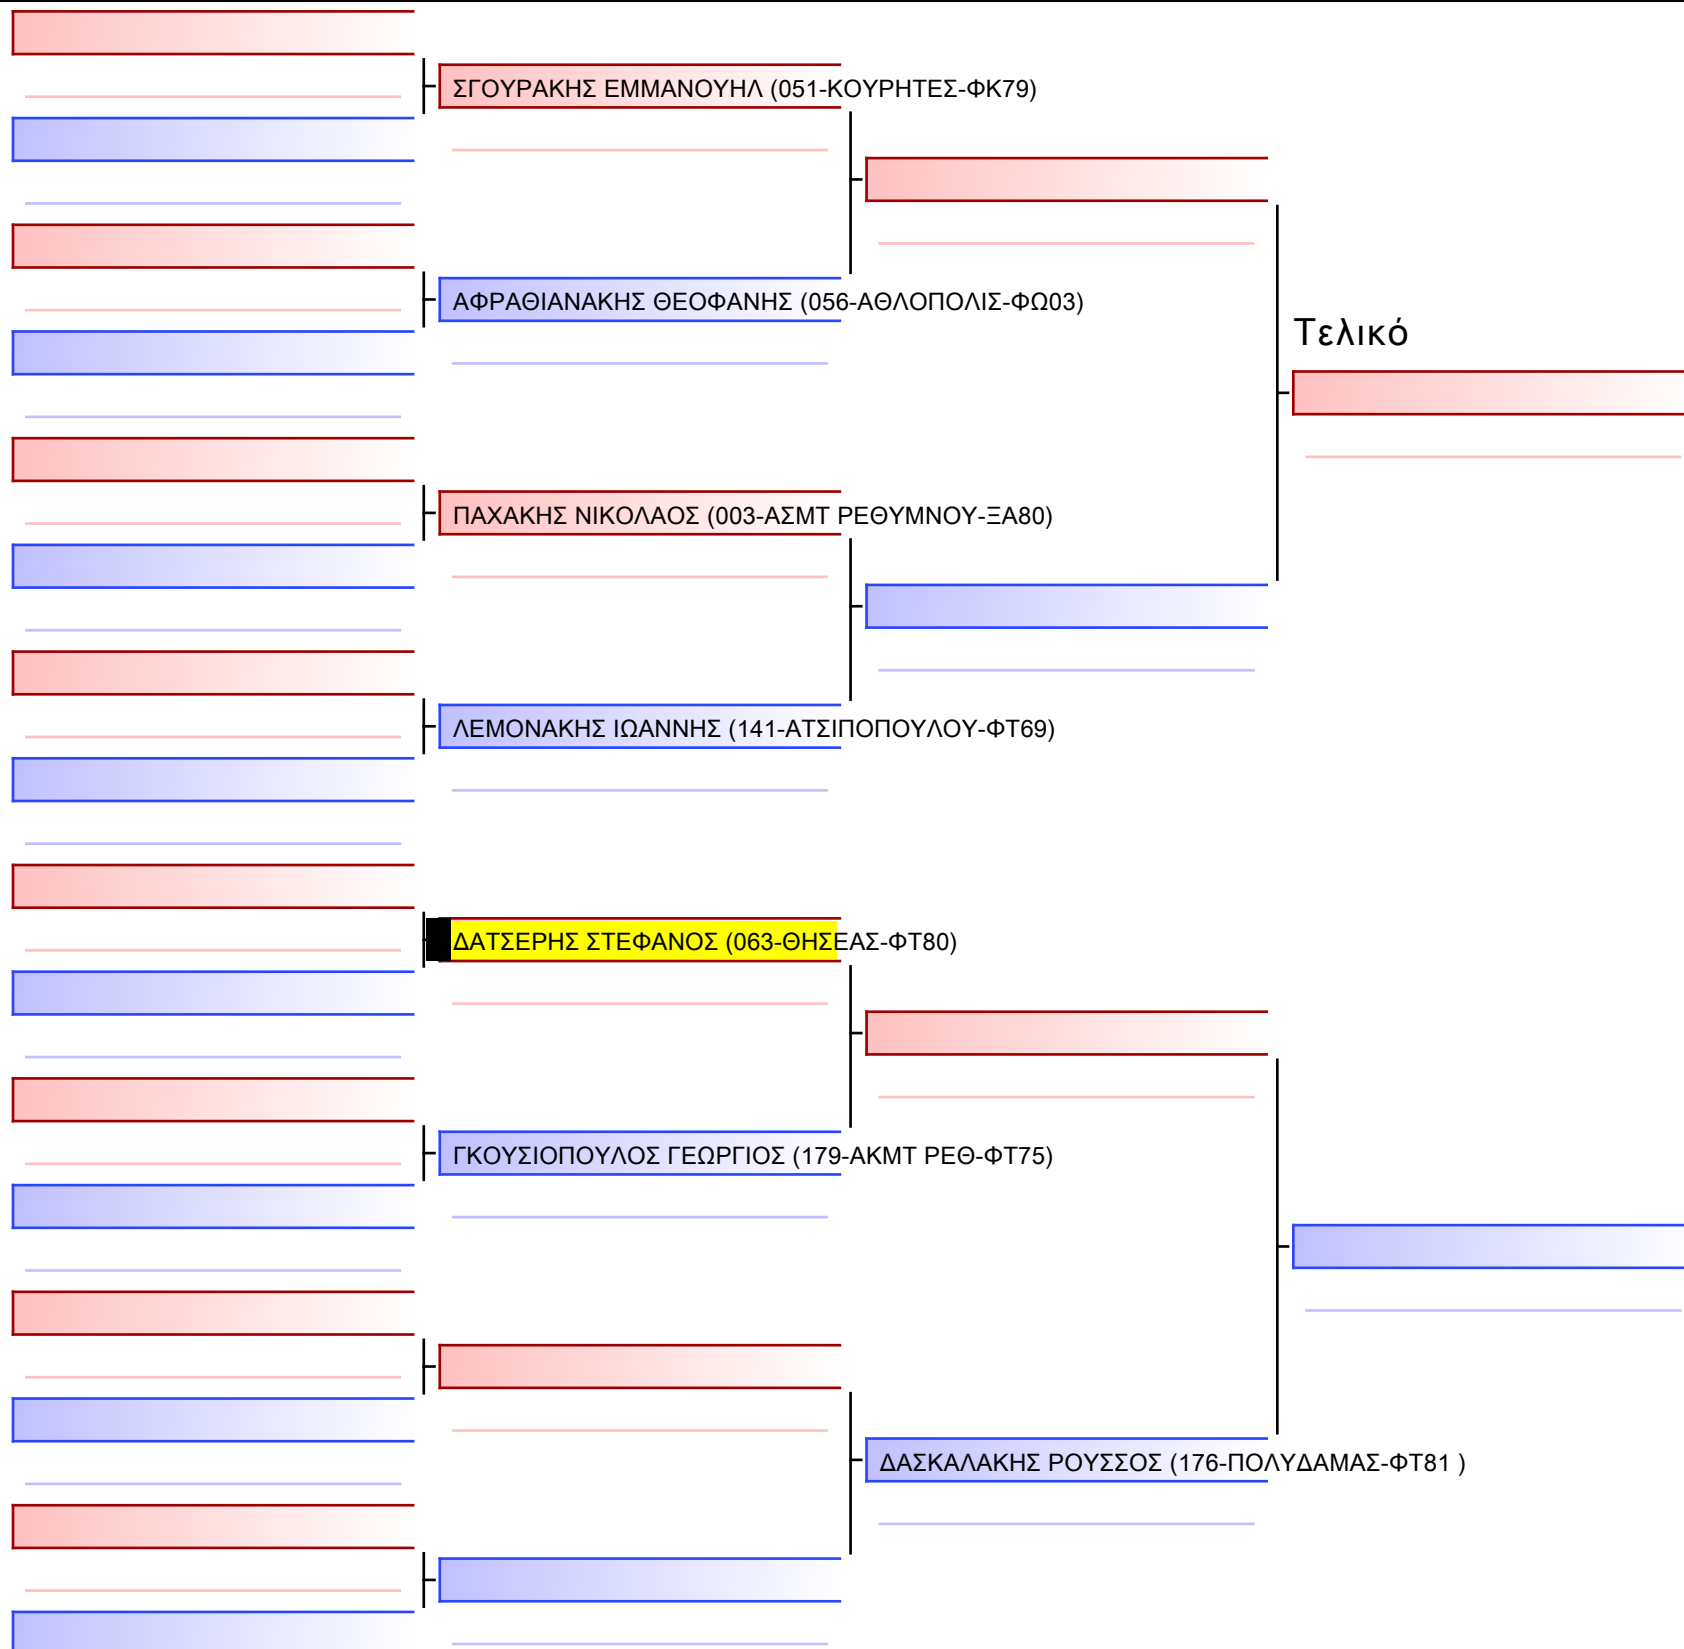 ΣΓΟΥΡΑΚΗΣ ΕΜΜΑΝΟΥΗΛ (051-ΚΟΥΡΗΤΕΣ-ΦΚ79)
ΑΦΡΑΘΙΑΝΑΚΗΣ ΘΕΟΦΑΝΗΣ (056-ΑΘΛΟΠΟΛΙΣ-ΦΩ03)
Τελικό
ΠΑΧΑΚΗΣ ΝΙΚΟΛΑΟΣ (003-ΑΣΜΤ ΡΕΘΥΜΝΟΥ-ΞΑ80)
ΛΕΜΟΝΑΚΗΣ ΙΩΑΝΝΗΣ (141-ΑΤΣΙΠΟΠΟΥΛΟΥ-ΦΤ69)
ΔΑΤΣΕΡΗΣ ΣΤΕΦΑΝΟΣ (063-ΘΗΣΕΑΣ-ΦΤ80)
ΓΚΟΥΣΙΟΠΟΥΛΟΣ ΓΕΩΡΓΙΟΣ (179-ΑΚΜΤ ΡΕΘ-ΦΤ75)
ΔΑΣΚΑΛΑΚΗΣ ΡΟΥΣΣΟΣ (176-ΠΟΛΥΔΑΜΑΣ-ΦΤ81 )